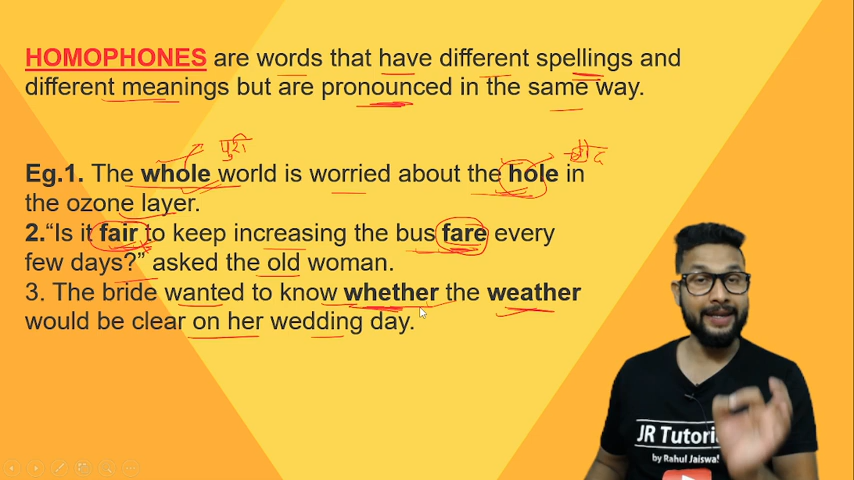 HOMOPHONES are words that have different spellings and
different meanings but are pronounced in the same way.
पुरी
Eg.1. The whole world is worried about the hole in
the ozone layer.
2.“Is it fair to keep increasing the bus fare every
few days?” asked the old woman.
3. The bride wanted to know whether the weather
would be clear on her wedding day.
JR Tutori
by Rahul Jaiswal